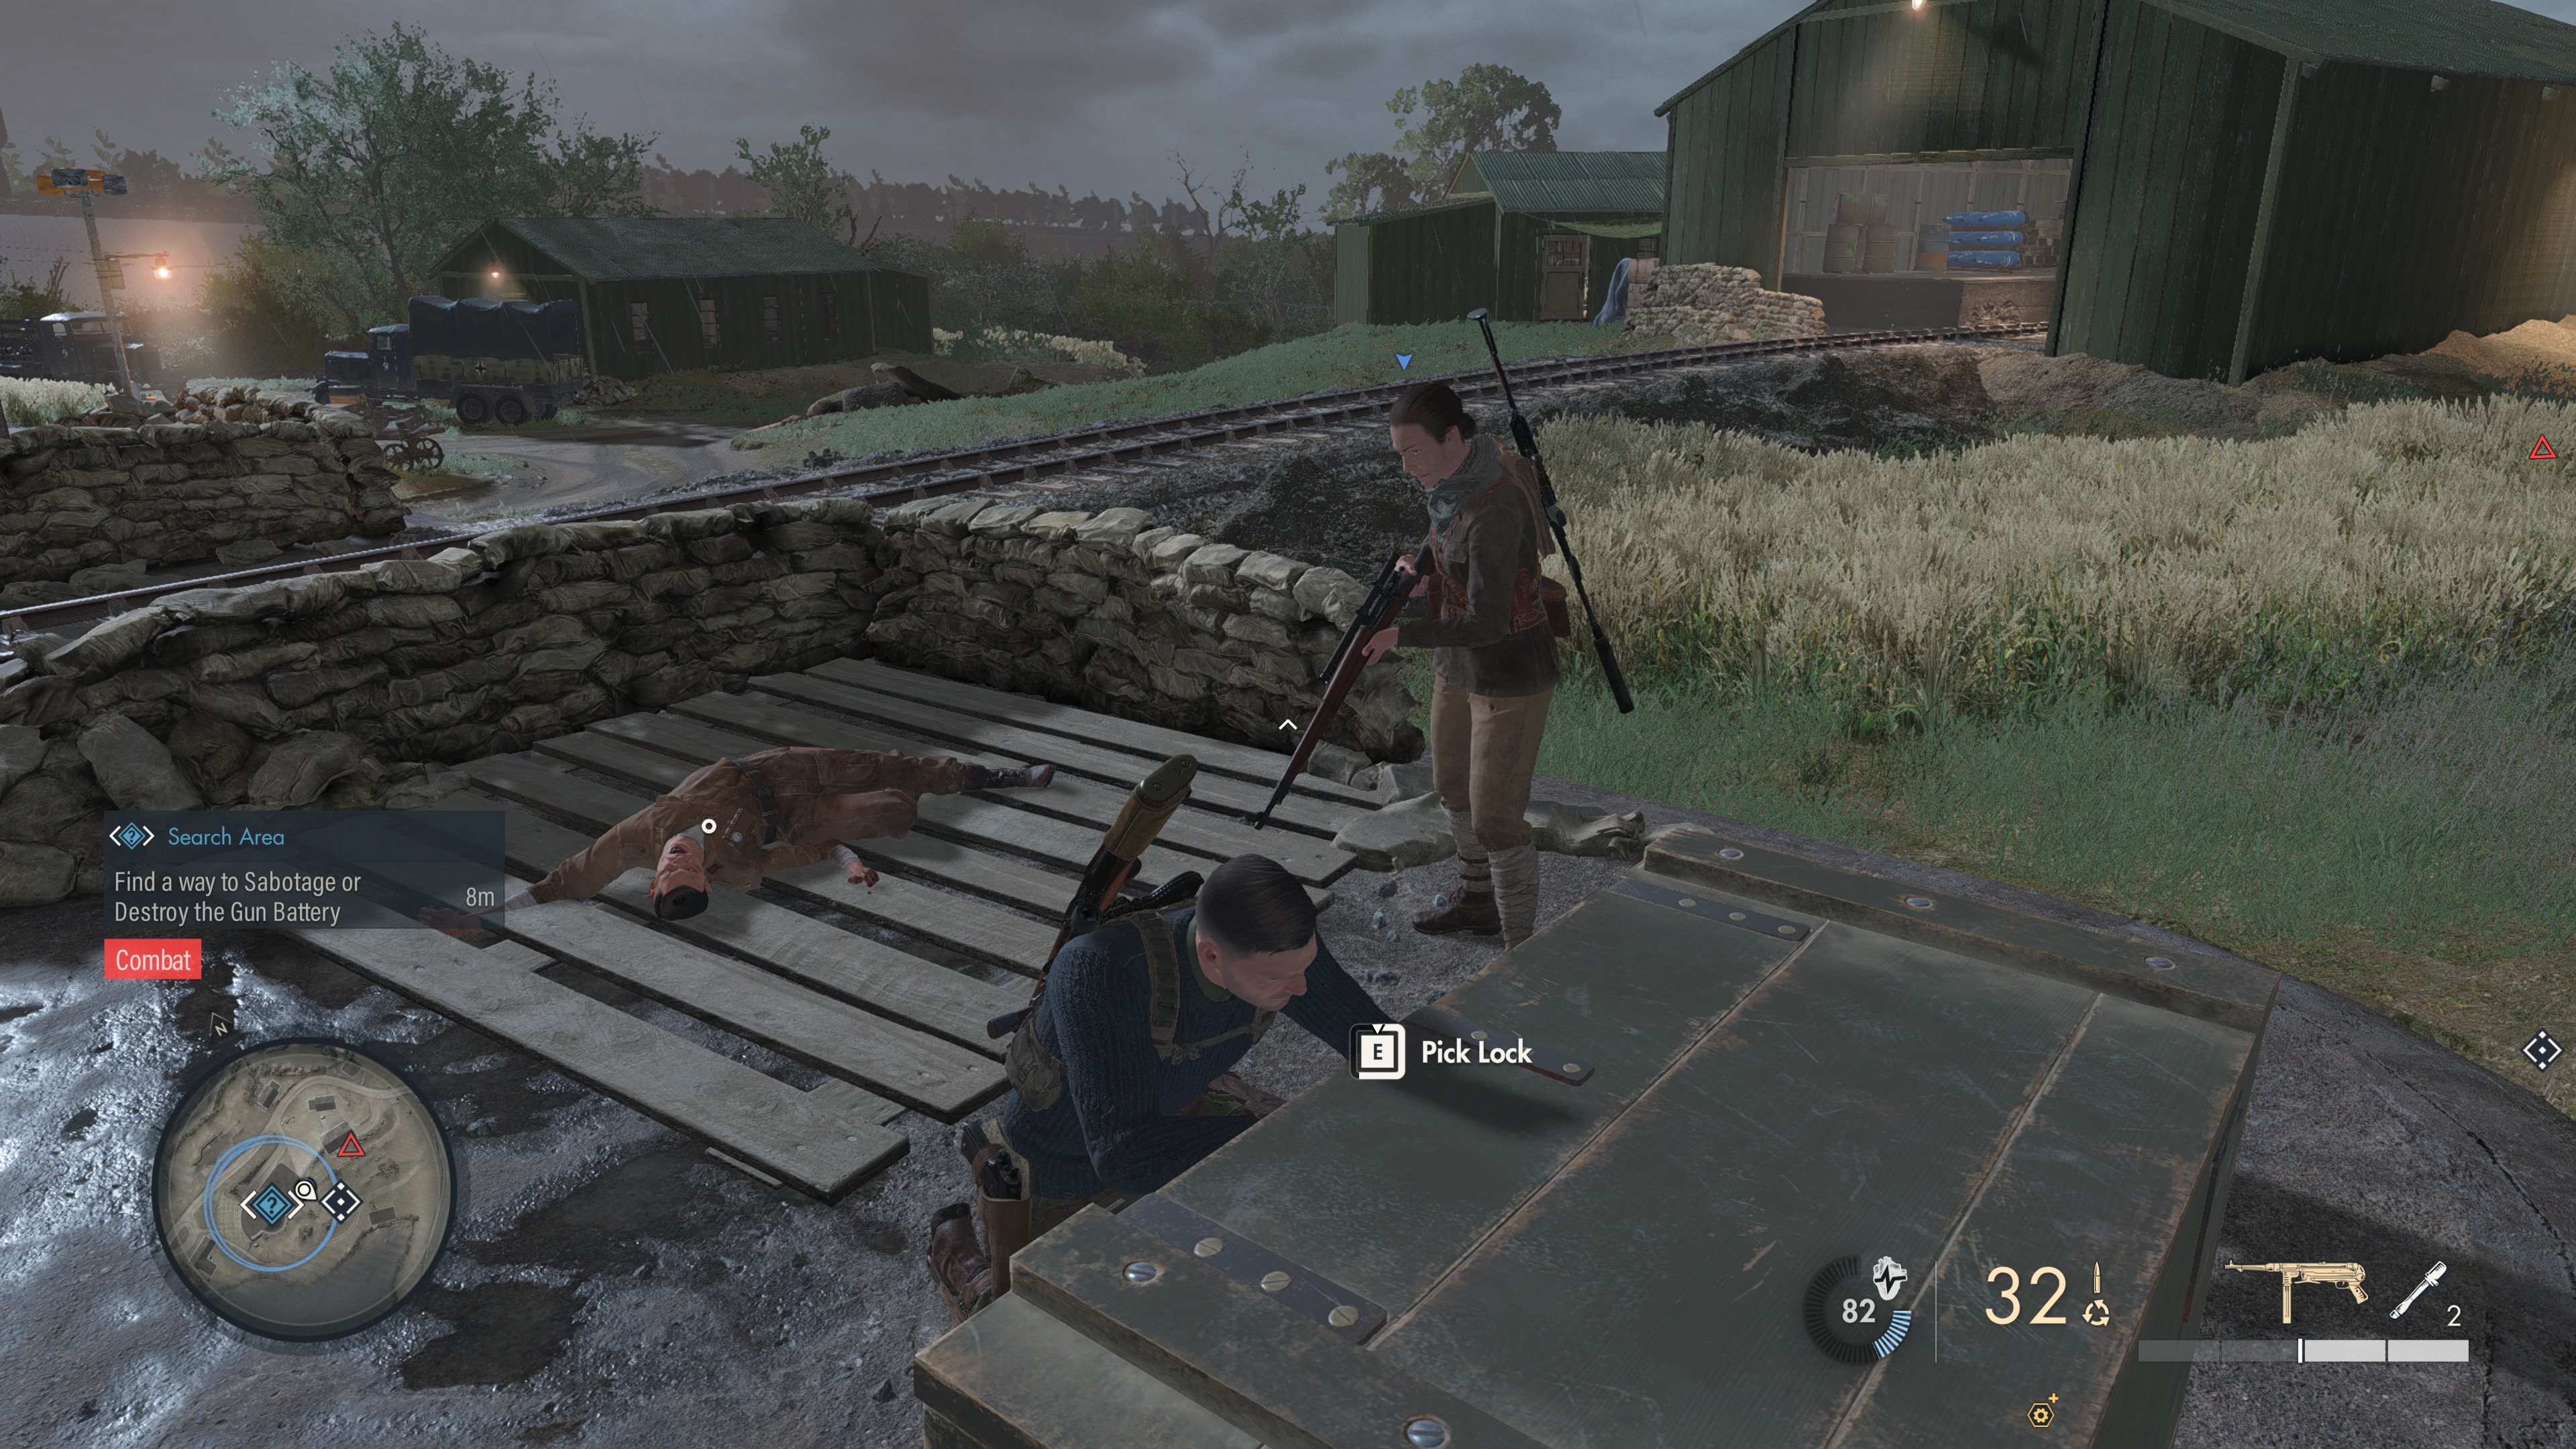 Search Area
Find a way to Sabotage or
Destroy the Gun Battery
8m
Combat
N
E Pick Lock
82
32
2